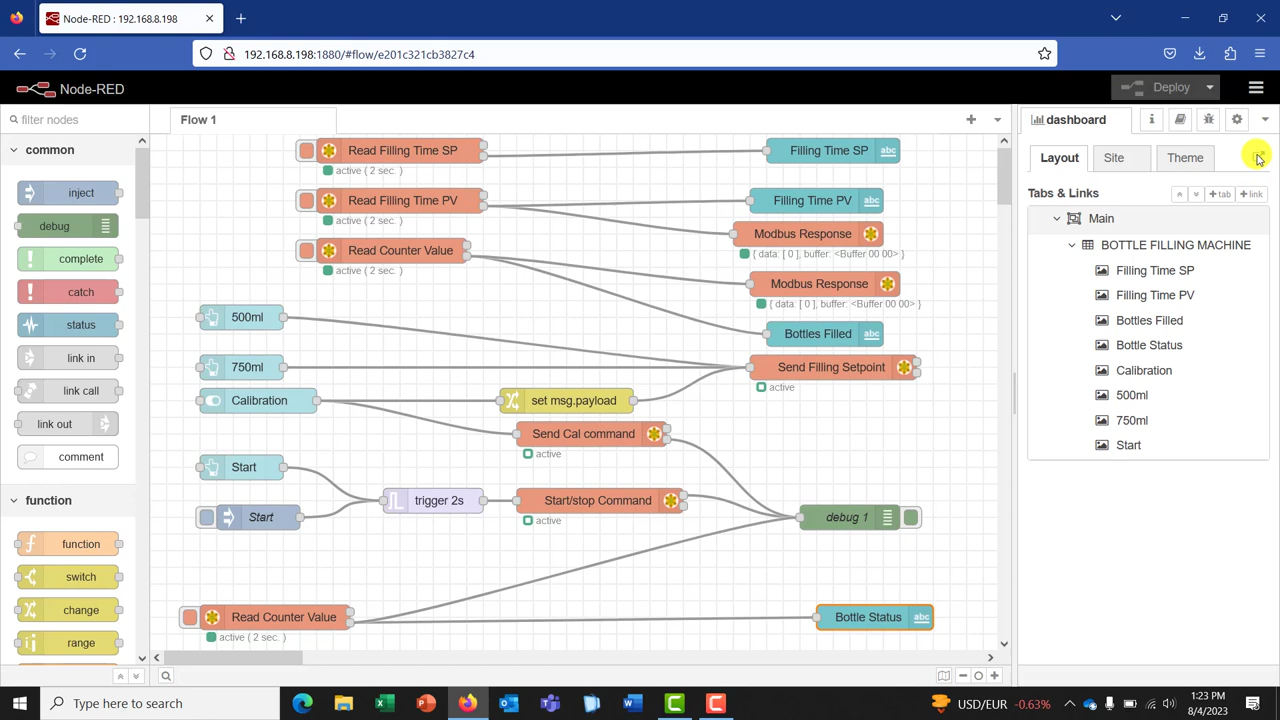 Node-RED : 192.168.8.198
192.168.8.198:1880/#flow/e201c321cb3827c4
Node-RED
Deploy
filter nodes
common
inject
debug
complete
catch
status
link in
link call
link out
comment
function
function
switch
change
range
Flow 1
Read Filling Time SP
active ( 2 sec. )
Filling Time SP
abc
Read Filling Time PV
active ( 2 sec. )
Filling Time PV
abc
Modbus Response
{ data: [ 0 ], buffer: <Buffer 00 00> }
Read Counter Value
active ( 2 sec. )
Modbus Response
{ data: [ 0 ], buffer: <Buffer 00 00> }
500ml
Bottles Filled
abc
750ml
Send Filling Setpoint
active
Calibration
set msg.payload
Send Cal command
active
Start
Start
trigger 2s
Start/stop Command
active
debug 1
Read Counter Value
active ( 2 sec. )
Bottle Status
abc
dashboard
i
Layout
Site
Theme
Tabs & Links
+ tab
+ link
Main
BOTTLE FILLING MACHINE
Filling Time SP
Filling Time PV
Bottles Filled
Bottle Status
Calibration
500ml
750ml
Start
Type here to search
USD/EUR -0.63%
1:23 PM
8/4/2023